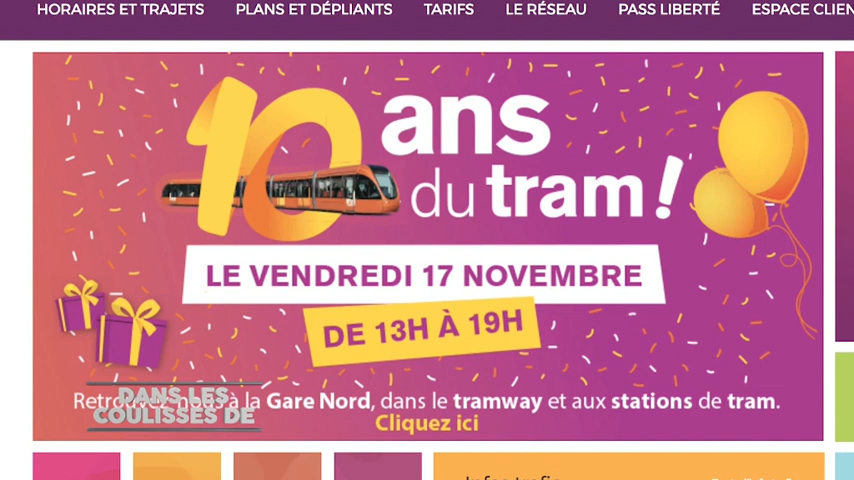 HORAIRES ET TRAJETS PLANS ET DÉPLIANTS TARIFS LE RÉSEAU PASS LIBERTÉ ESPACE CLIEN
10 ans
du tram !
LE VENDREDI 17 NOVEMBRE
DE 13H À 19H
Retrouvez-nous à la Gare Nord, dans le tramway et aux stations de tram.
DANS LES
COULISSES DE
Cliquez ici